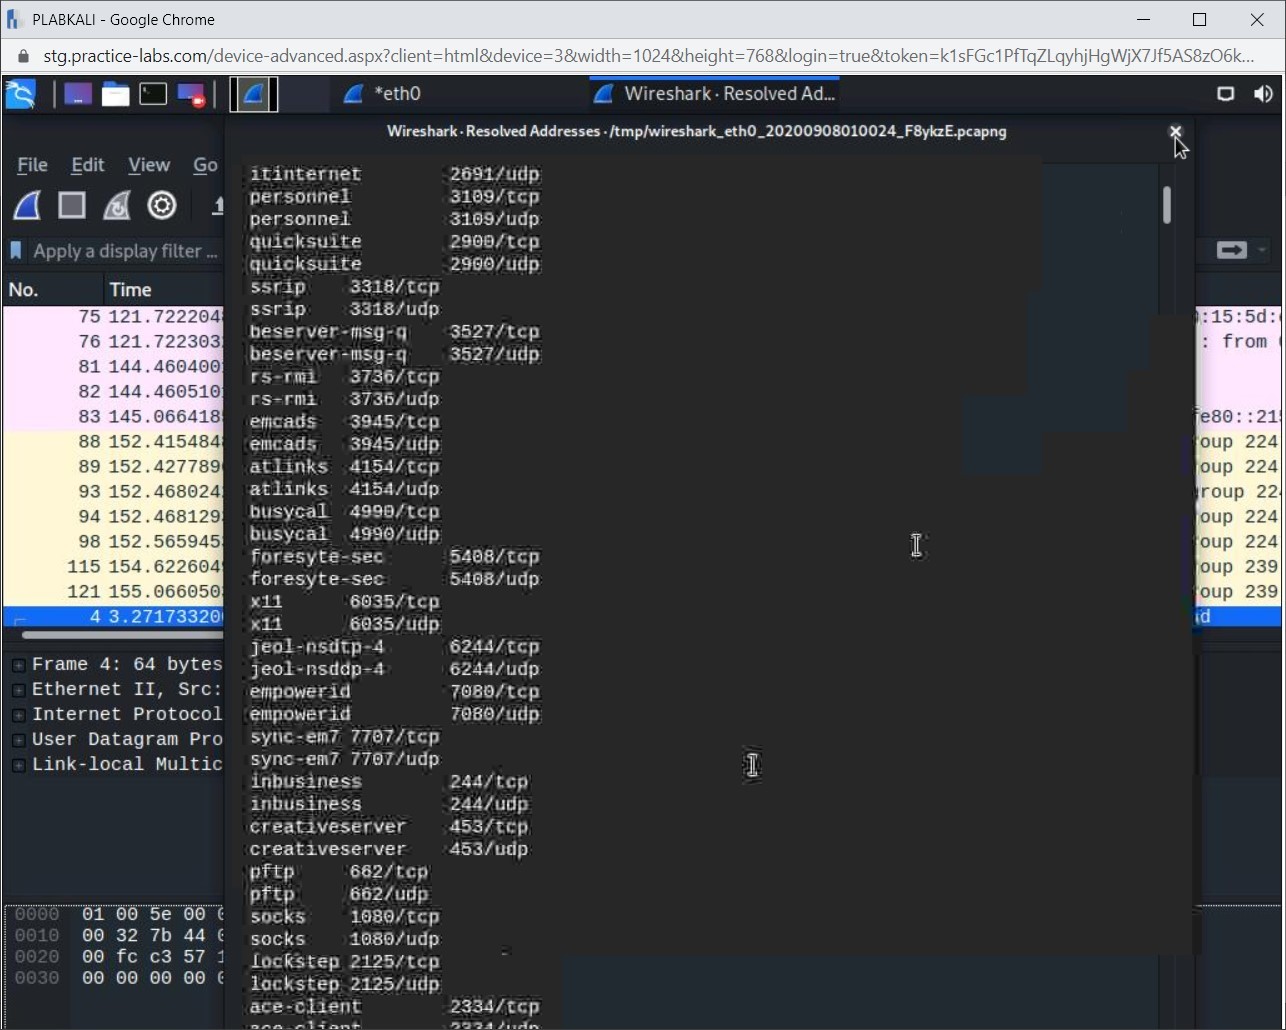 PLABKALI - Google Chrome
stg.practice-labs.com/device-advanced.aspx?client=html&device=3&width=1024&height=768&login=true&token=k1sFGc1PfTqZLqyhjHgWjX7Jf5AS8zO6k...
*eth0
Wireshark · Resolved Ad...
Wireshark · Resolved Addresses · /tmp/wireshark_eth0_20200908010024_F8ykzE.pcapng
File Edit View Go
Apply a display filter ...
No. Time
75 121.7222048
76 121.722303
81 144.460400
82 144.460510
83 145.066418
88 152.4154848
89 152.427789
93 152.468024
94 152.468129
98 152.565945
115 154.622604
121 155.066050
4 3.27173320
:15:5d:
: from
fe80::21
oup 224
oup 224
roup 22
oup 224
oup 224
oup 239
oup 239
id
Frame 4: 64 bytes
Ethernet II, Src:
Internet Protocol
User Datagram Pro
Link-local Multic
0000 01 00 5e 00
0010 00 32 7b 44
0020 00 fc c3 57
0030 00 00 00 00
itinternet 2691/udp
personnel 3109/tcp
personnel 3109/udp
quicksuite 2900/tcp
quicksuite 2900/udp
ssrip 3318/tcp
ssrip 3318/udp
beserver-msg-q 3527/tcp
beserver-msg-q 3527/udp
rs-rmi 3736/tcp
rs-rmi 3736/udp
emcads 3945/tcp
emcads 3945/udp
atlinks 4154/tcp
atlinks 4154/udp
busycal 4990/tcp
busycal 4990/udp
foresyte-sec 5408/tcp
foresyte-sec 5408/udp
x11 6035/tcp
x11 6035/udp
jeol-nsdtp-4 6244/tcp
jeol-nsddp-4 6244/udp
empowerid 7080/tcp
empowerid 7080/udp
sync-em7 7707/tcp
sync-em7 7707/udp
inbusiness 244/tcp
inbusiness 244/udp
creativeserver 453/tcp
creativeserver 453/udp
pftp 662/tcp
pftp 662/udp
socks 1080/tcp
socks 1080/udp
lockstep 2125/tcp
lockstep 2125/udp
ace-client 2334/tcp
ace-client 2334/udp